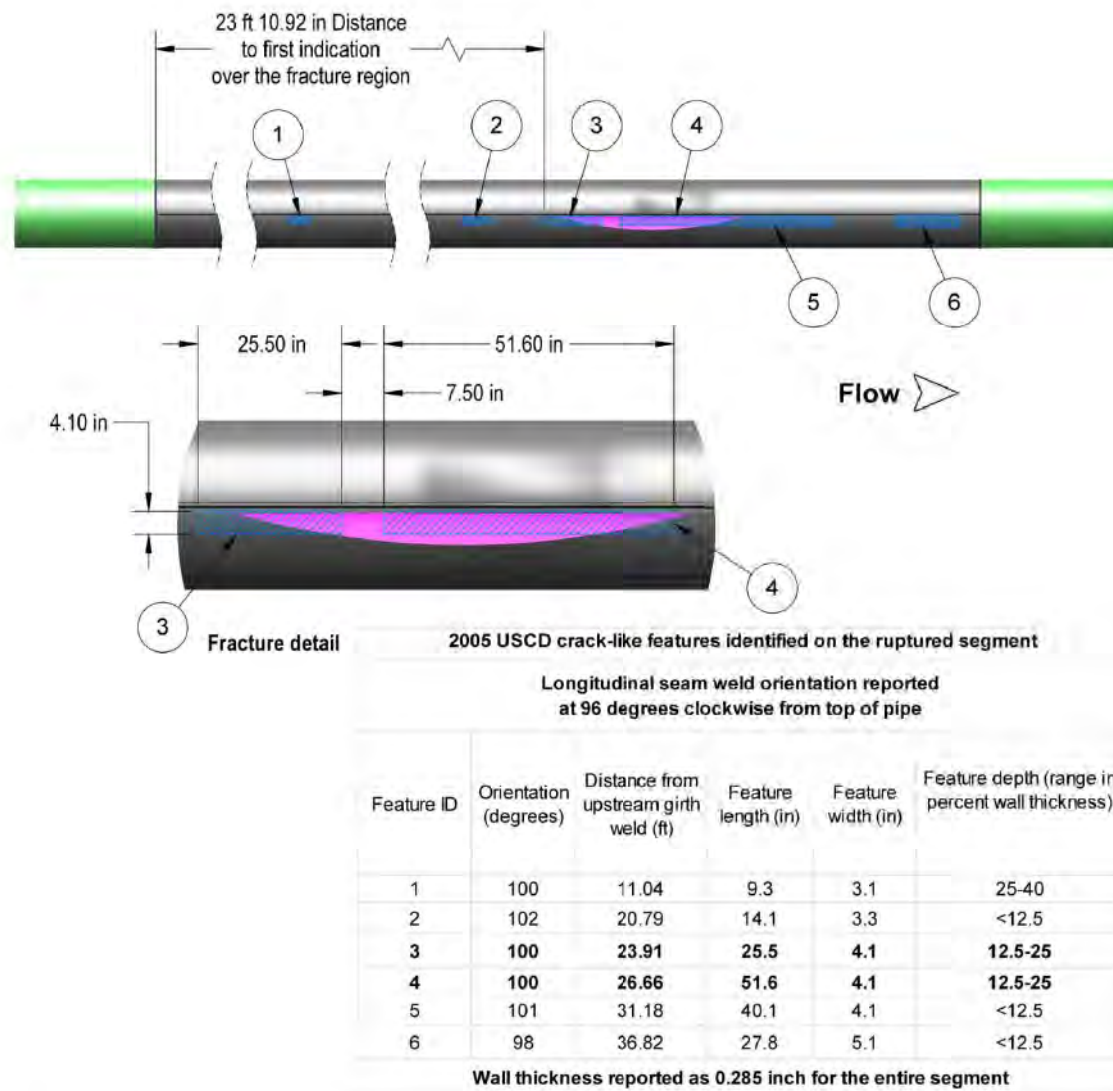 23 ft 10.92 in Distance
to first indication
over the fracture region
1
2
3
4
5
6
25.50 in
51.60 in
7.50 in
4.10 in
Flow
3
4
Fracture detail
2005 USCD crack-like features identified on the ruptured segment
Longitudinal seam weld orientation reported
at 96 degrees clockwise from top of pipe
Feature ID Orientation (degrees) Distance from upstream girth weld (ft) Feature length (in) Feature width (in) Feature depth (range in percent wall thickness)
1 100 11.04 9.3 3.1 25-40
2 102 20.79 14.1 3.3 <12.5
3 100 23.91 25.5 4.1 12.5-25
4 100 26.66 51.6 4.1 12.5-25
5 101 31.18 40.1 4.1 <12.5
6 98 36.82 27.8 5.1 <12.5
Wall thickness reported as 0.285 inch for the entire segment